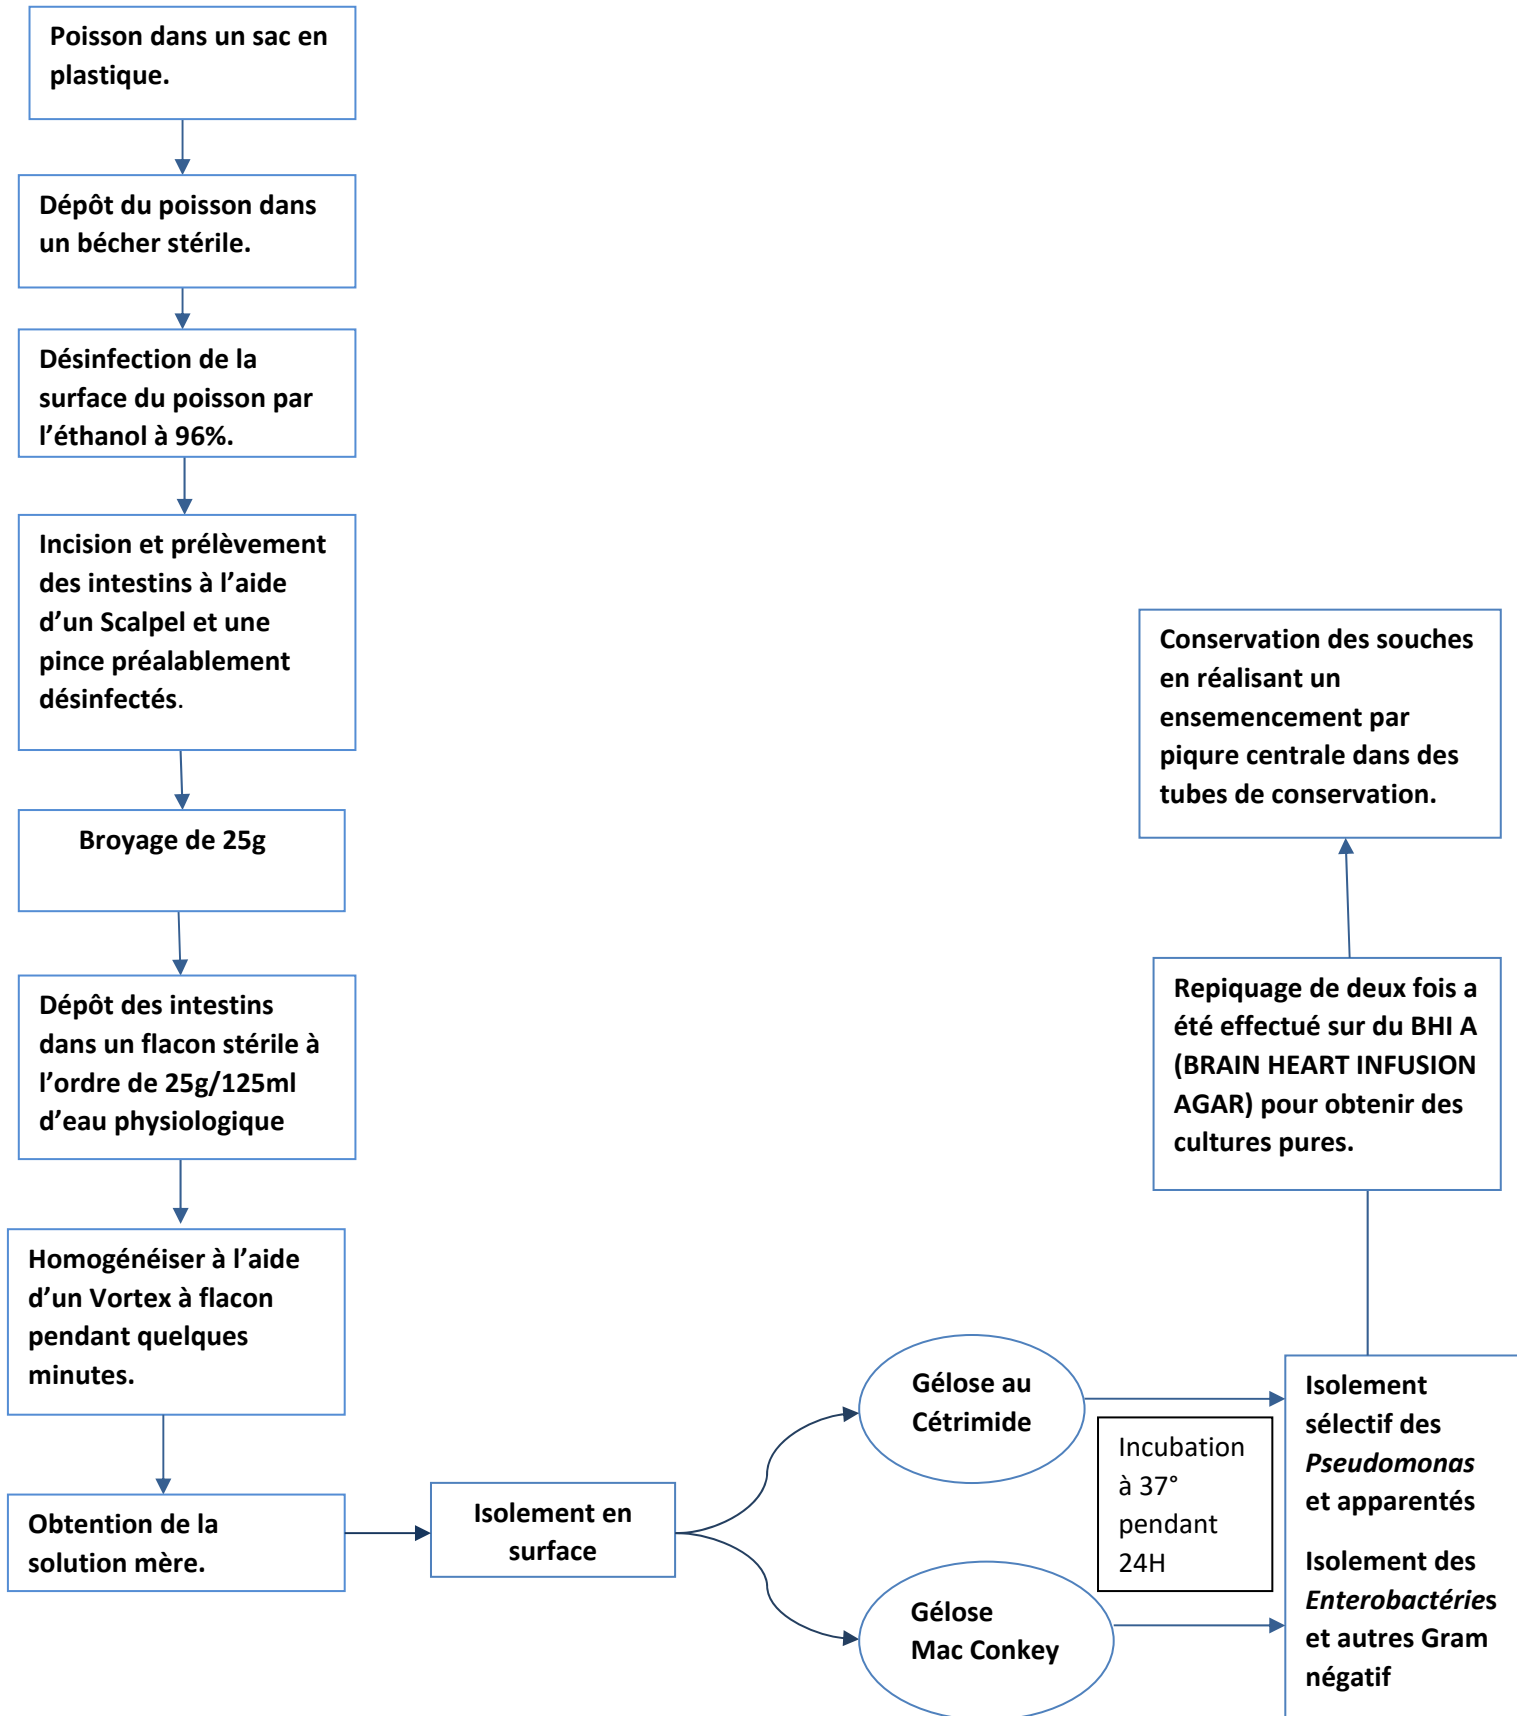 Poisson dans un sac en
plastique.
Dépôt du poisson dans
un bécher stérile.
Désinfection de la
surface du poisson par
l’éthanol à 96%.
Incision et prélèvement
des intestins à l’aide
d’un Scalpel et une
pince préalablement
désinfectés.
Broyage de 25g
Dépôt des intestins
dans un flacon stérile à
l’ordre de 25g/125ml
d’eau physiologique
Homogénéiser à l’aide
d’un Vortex à flacon
pendant quelques
minutes.
Obtention de la
solution mère.
Isolement en
surface
Gélose au
Cétrimide
Gélose
Mac Conkey
Incubation
à 37°
pendant
24H
Isolement
sélectif des
Pseudomonas
et apparentés
Isolement des
Enterobactéries
et autres Gram
négatif
Repiquage de deux fois a
été effectué sur du BHI A
(BRAIN HEART INFUSION
AGAR) pour obtenir des
cultures pures.
Conservation des souches
en réalisant un
ensemencement par
piqure centrale dans des
tubes de conservation.